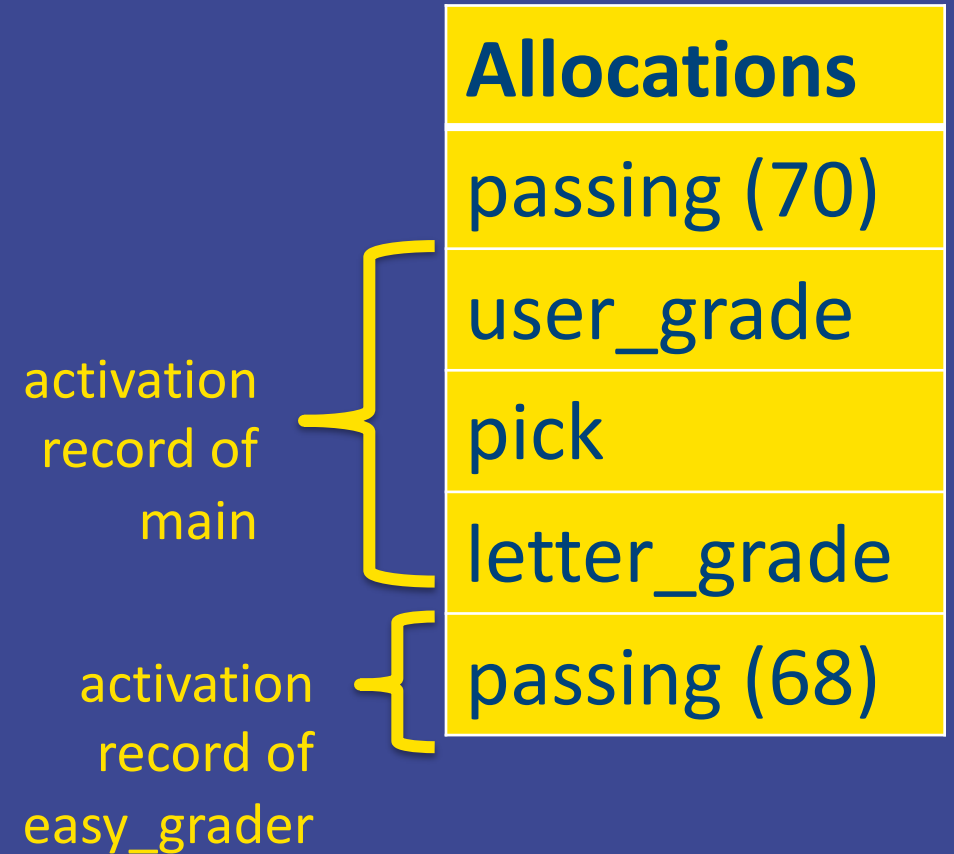 Allocations
passing (70)
user_grade
pick
letter_grade
passing (68)
activation
record of
main
activation
record of
easy_grader